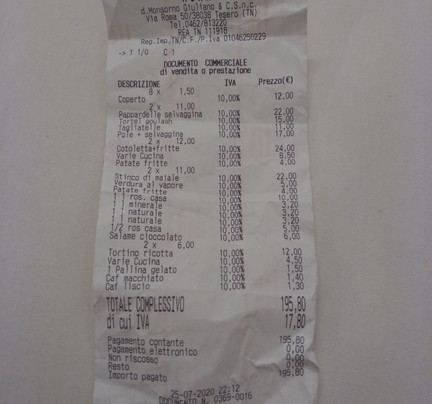 d.Monsorno Giuliano & C.S.n.c.
Via Roma 50/38038 Tesero (TN)
Tel.0462/813220
REA TN 111916
Reg.Imp.TN/C.F./P.Iva 01046250229
-> T 1/0 C 1
DOCUMENTO COMMERCIALE
di vendita o prestazione
DESCRIZIONE IVA Prezzo(€)
8 x 1,50
Coperto 10,00% 12,00
2 x 11,00
Pappardelle selvaggina 10,00% 22,00
Tortel goulash 10,00% 15,00
Tagliatelle 10,00% 11,00
Pole + selvaggina 10,00% 17,00
2 x 12,00
Cotoletta+fritte 10,00% 24,00
Varie Cucina 10,00% 8,50
Patate fritte 10,00% 4,00
2 x 11,00
Stinco di maiale 10,00% 22,00
Verdura al vapore 10,00% 5,00
Patate fritte 10,00% 4,00
1 l ros. casa 10,00% 10,00
1 l minerale 10,00% 3,20
1 l naturale 10,00% 3,20
1 l naturale 10,00% 3,20
1/2 ros casa 10,00% 5,00
Salame cioccolato 10,00% 6,00
2 x 6,00
Tortino ricotta 10,00% 12,00
Varie Cucina 10,00% 4,50
1 Pallina gelato 10,00% 1,50
Caf macchiato 10,00% 1,40
Caf liscio 10,00% 1,30
TOTALE COMPLESSIVO 195,80
di cui IVA 17,80
Pagamento contante 195,80
Pagamento elettronico 0,00
Non riscosso 0,00
Resto 0,00
Importo pagato 195,80
25-07-2020 22:12
DOCUMENTO N. 0369-0016